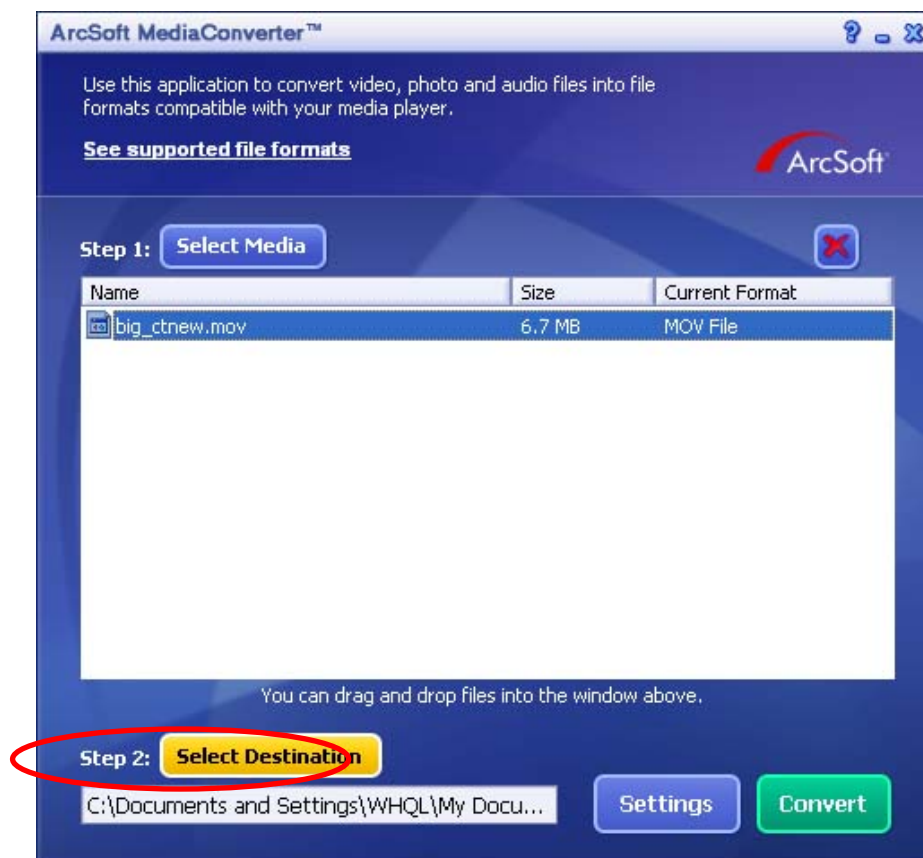 ArcSoft MediaConverter™
Use this application to convert video, photo and audio files into file
formats compatible with your media player.
See supported file formats
ArcSoft
Step 1: Select Media
Name Size Current Format
big_ctnew.mov 6.7 MB MOV File
You can drag and drop files into the window above.
Step 2: Select Destination
C:\Documents and Settings\WHQL\My Docu...
Settings Convert